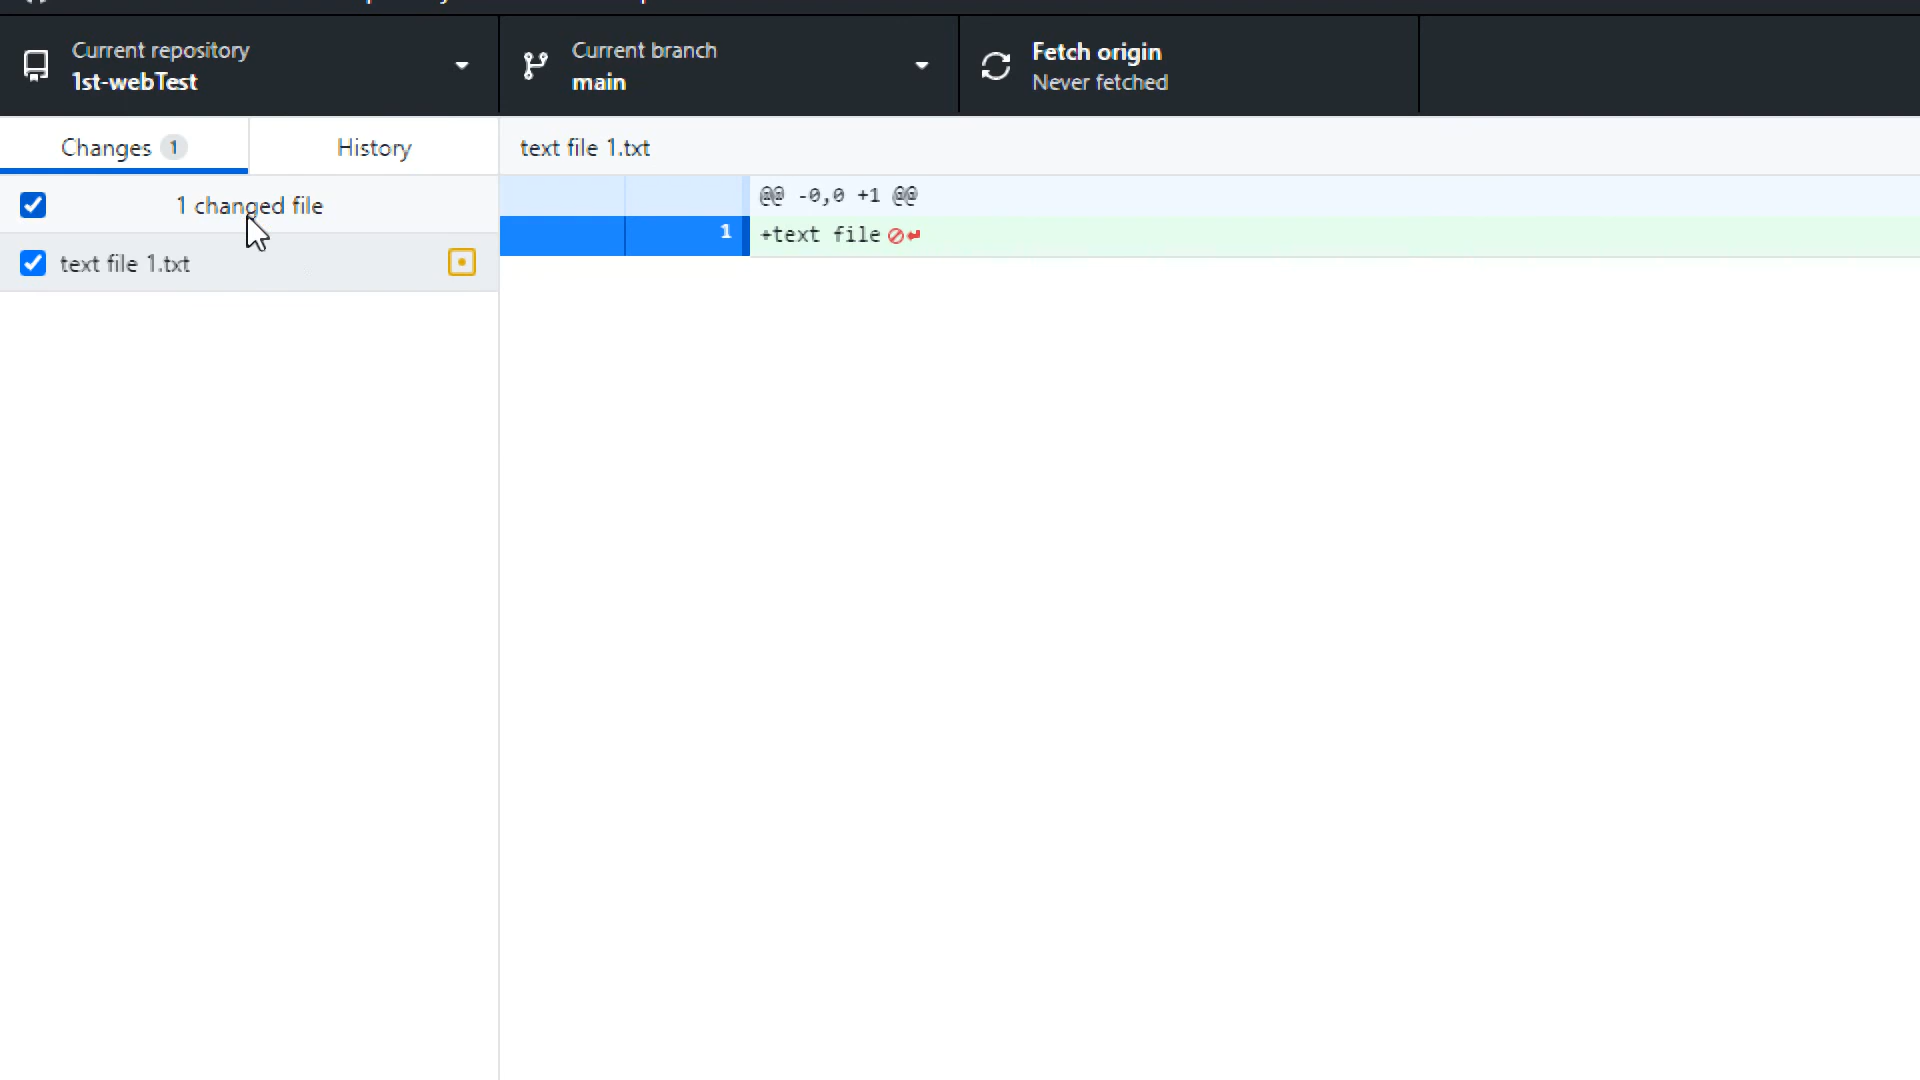 Current repository
1st-webTest
Current branch
main
Fetch origin
Never fetched
Changes 1
History
text file 1.txt
1 changed file
text file 1.txt
@@ -0,0 +1 @@
1 +text file